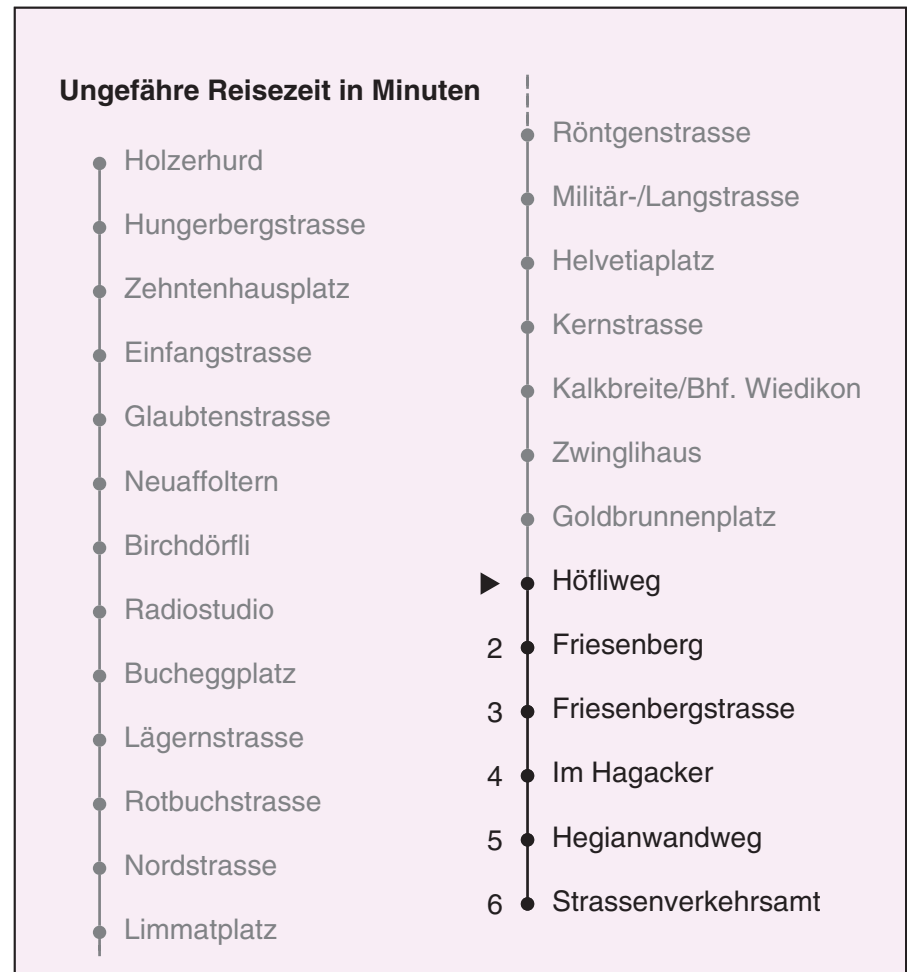 Ungefähre Reisezeit in Minuten
Holzerhurd
Hungerbergstrasse
Zehntenhausplatz
Einfangstrasse
Glaubtenstrasse
Neuaffoltern
Birchdörfli
Radiostudio
Bucheggplatz
Lägernstrasse
Rotbuchstrasse
Nordstrasse
Limmatplatz
Röntgenstrasse
Militär-/Langstrasse
Helvetiaplatz
Kernstrasse
Kalkbreite/Bhf. Wiedikon
Zwinglihaus
Goldbrunnenplatz
Höfliweg
2 Friesenberg
3 Friesenbergstrasse
4 Im Hagacker
5 Hegianwandweg
6 Strassenverkehrsamt